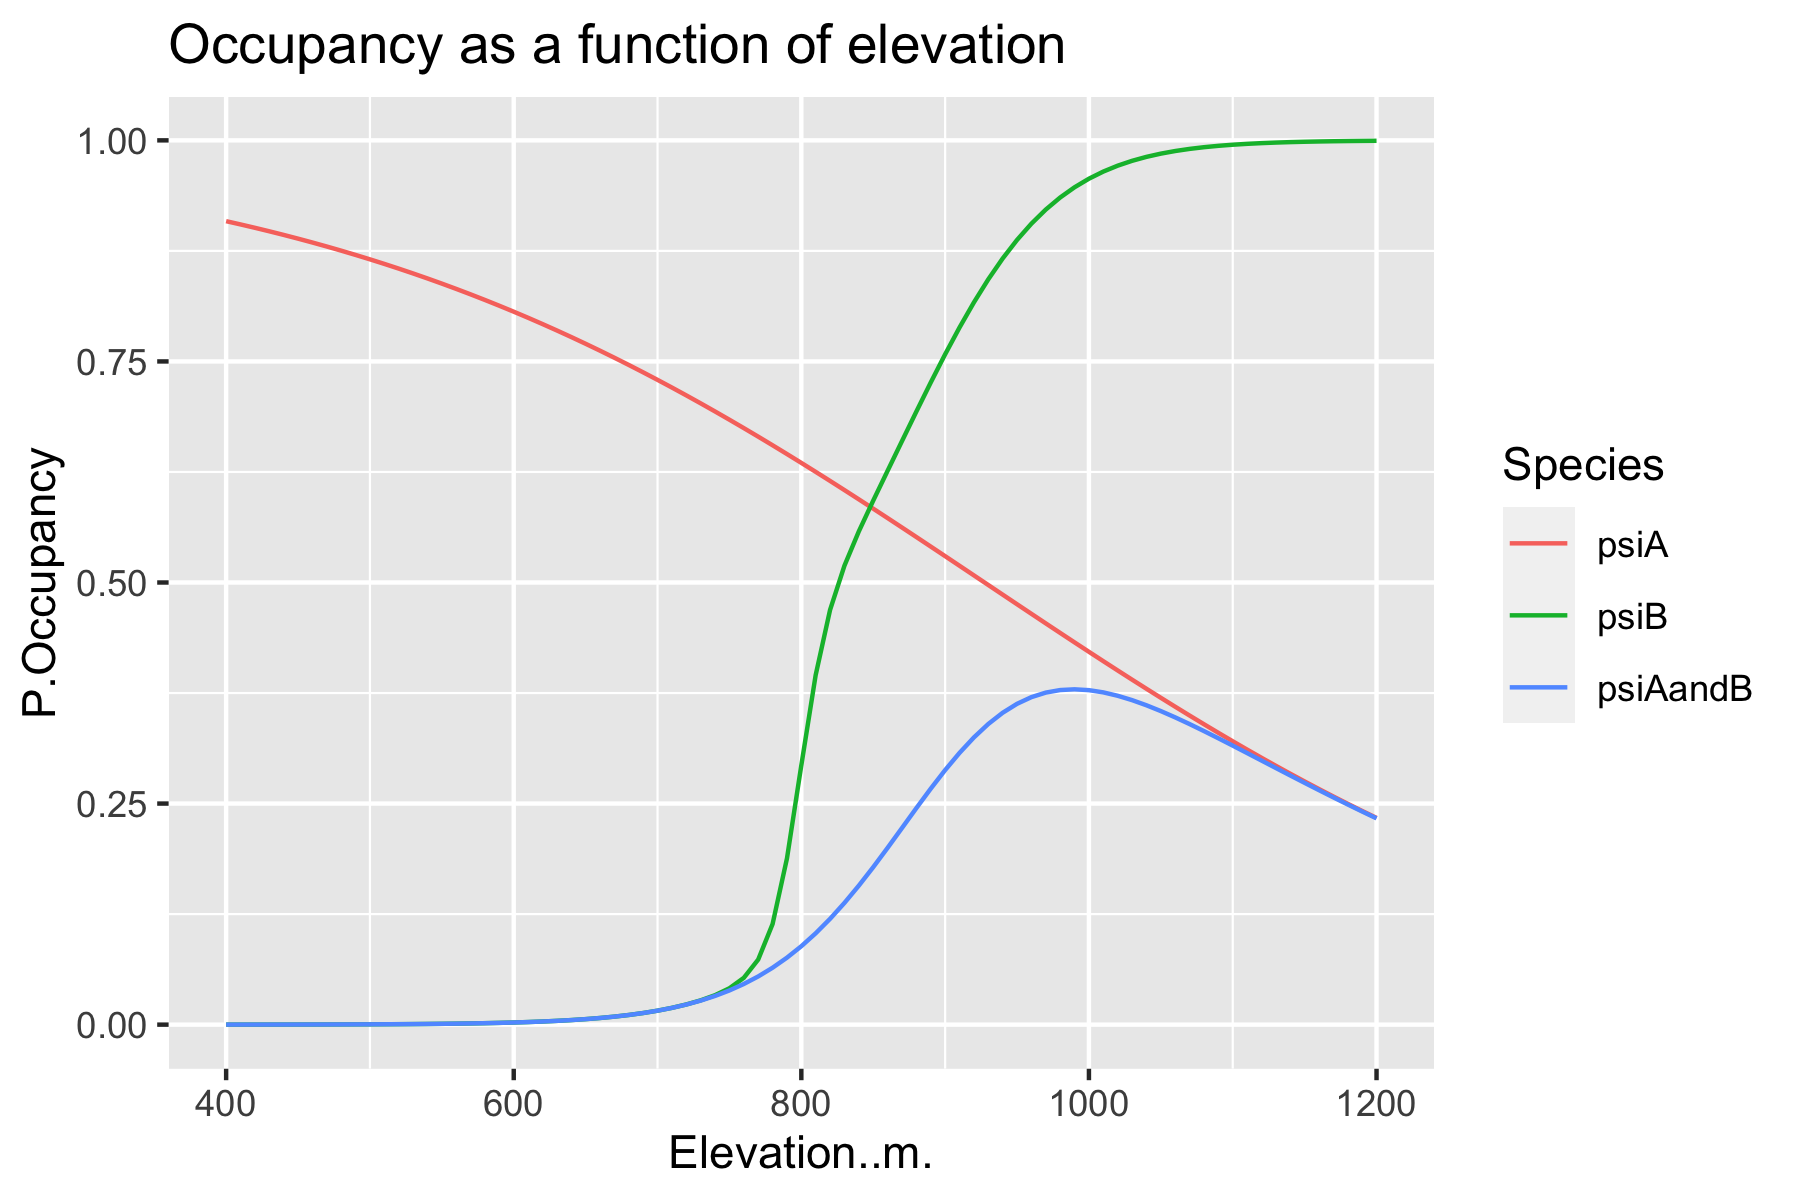 Occupancy as a function of elevation
P.Occupancy
1.00
0.75
0.50
0.25
0.00
400 600 800 1000 1200
Elevation..m.
Species
psiA
psiB
psiAandB